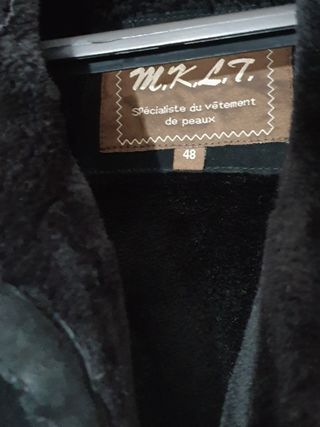 M.K.L.T.
Spécialiste du vêtement
de peaux
48